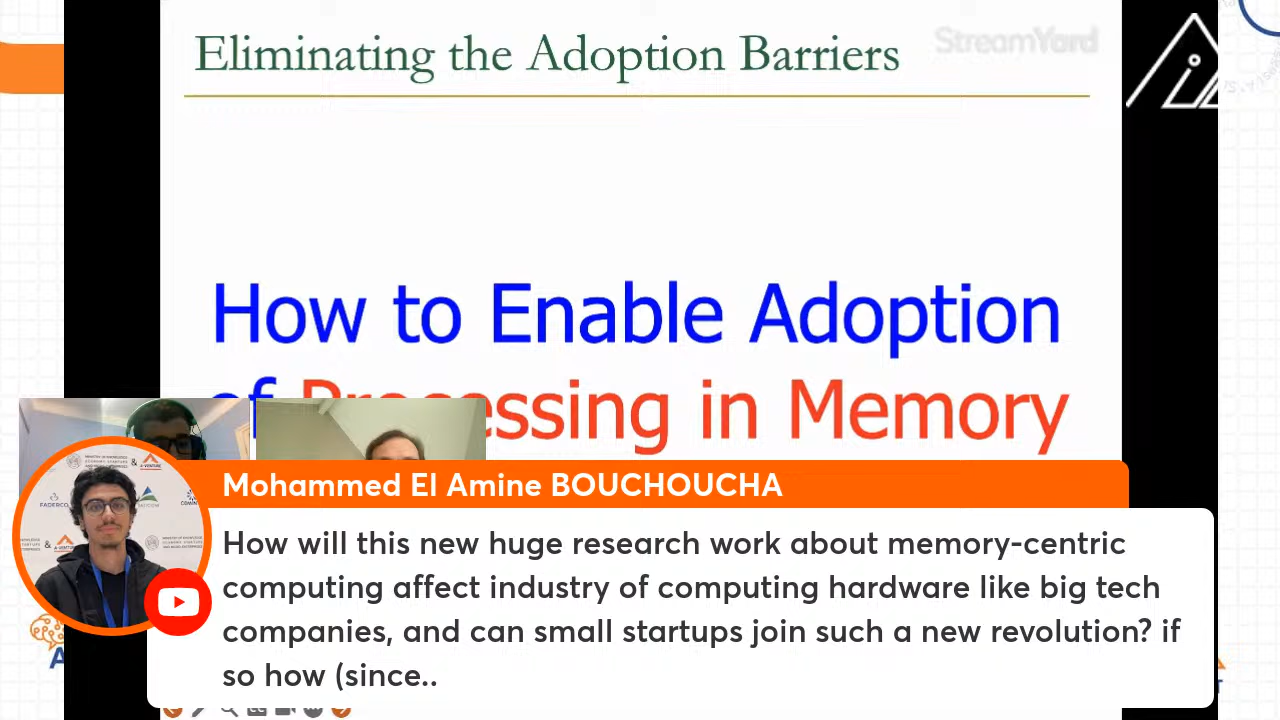 Eliminating the Adoption Barriers
StreamYard
How to Enable Adoption
of Processing in Memory
Mohammed El Amine BOUCHOUCHA
How will this new huge research work about memory-centric
computing affect industry of computing hardware like big tech
companies, and can small startups join such a new revolution? if
so how (since..